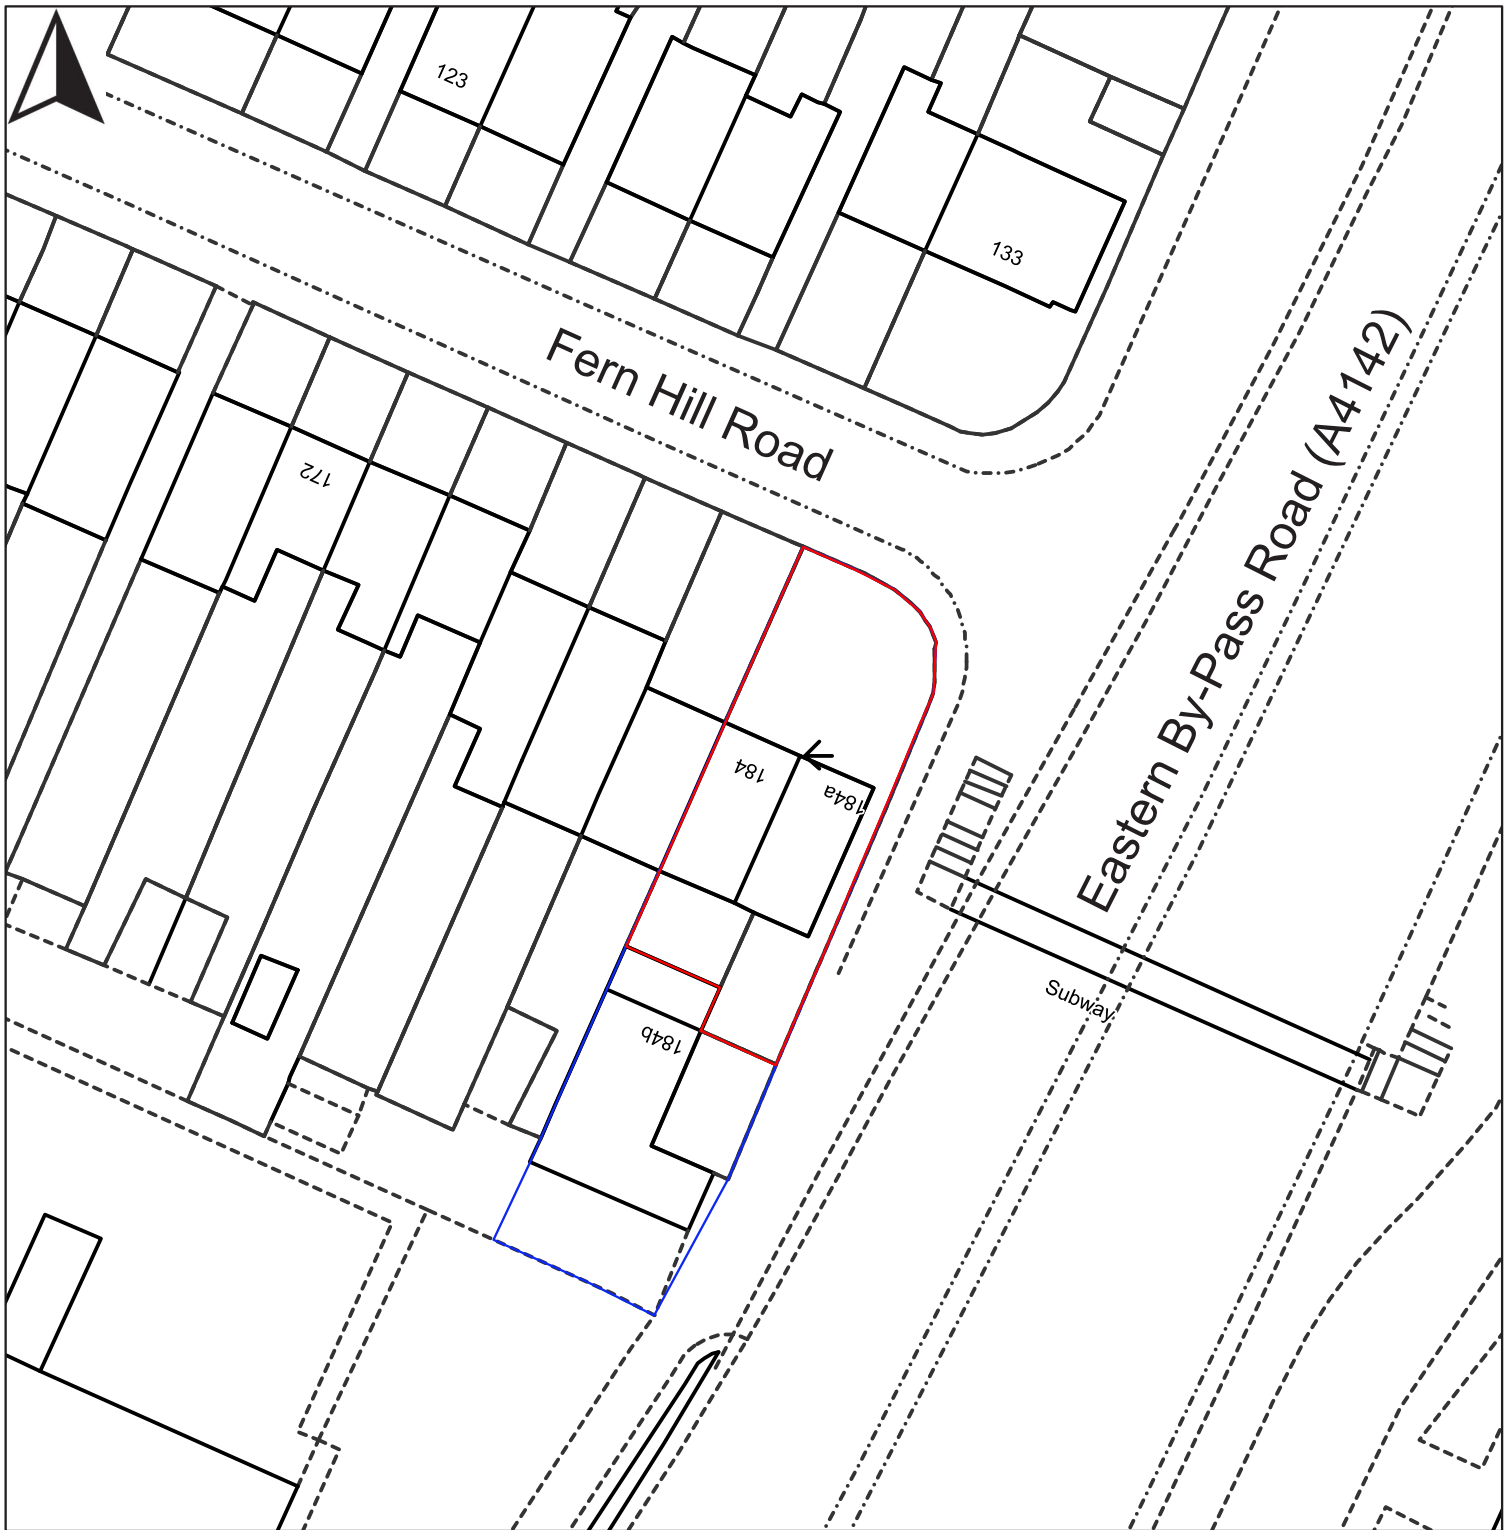 123
133
Fern Hill Road
Eastern By-Pass Road (A4142)
172
184
184a
Subway
184b